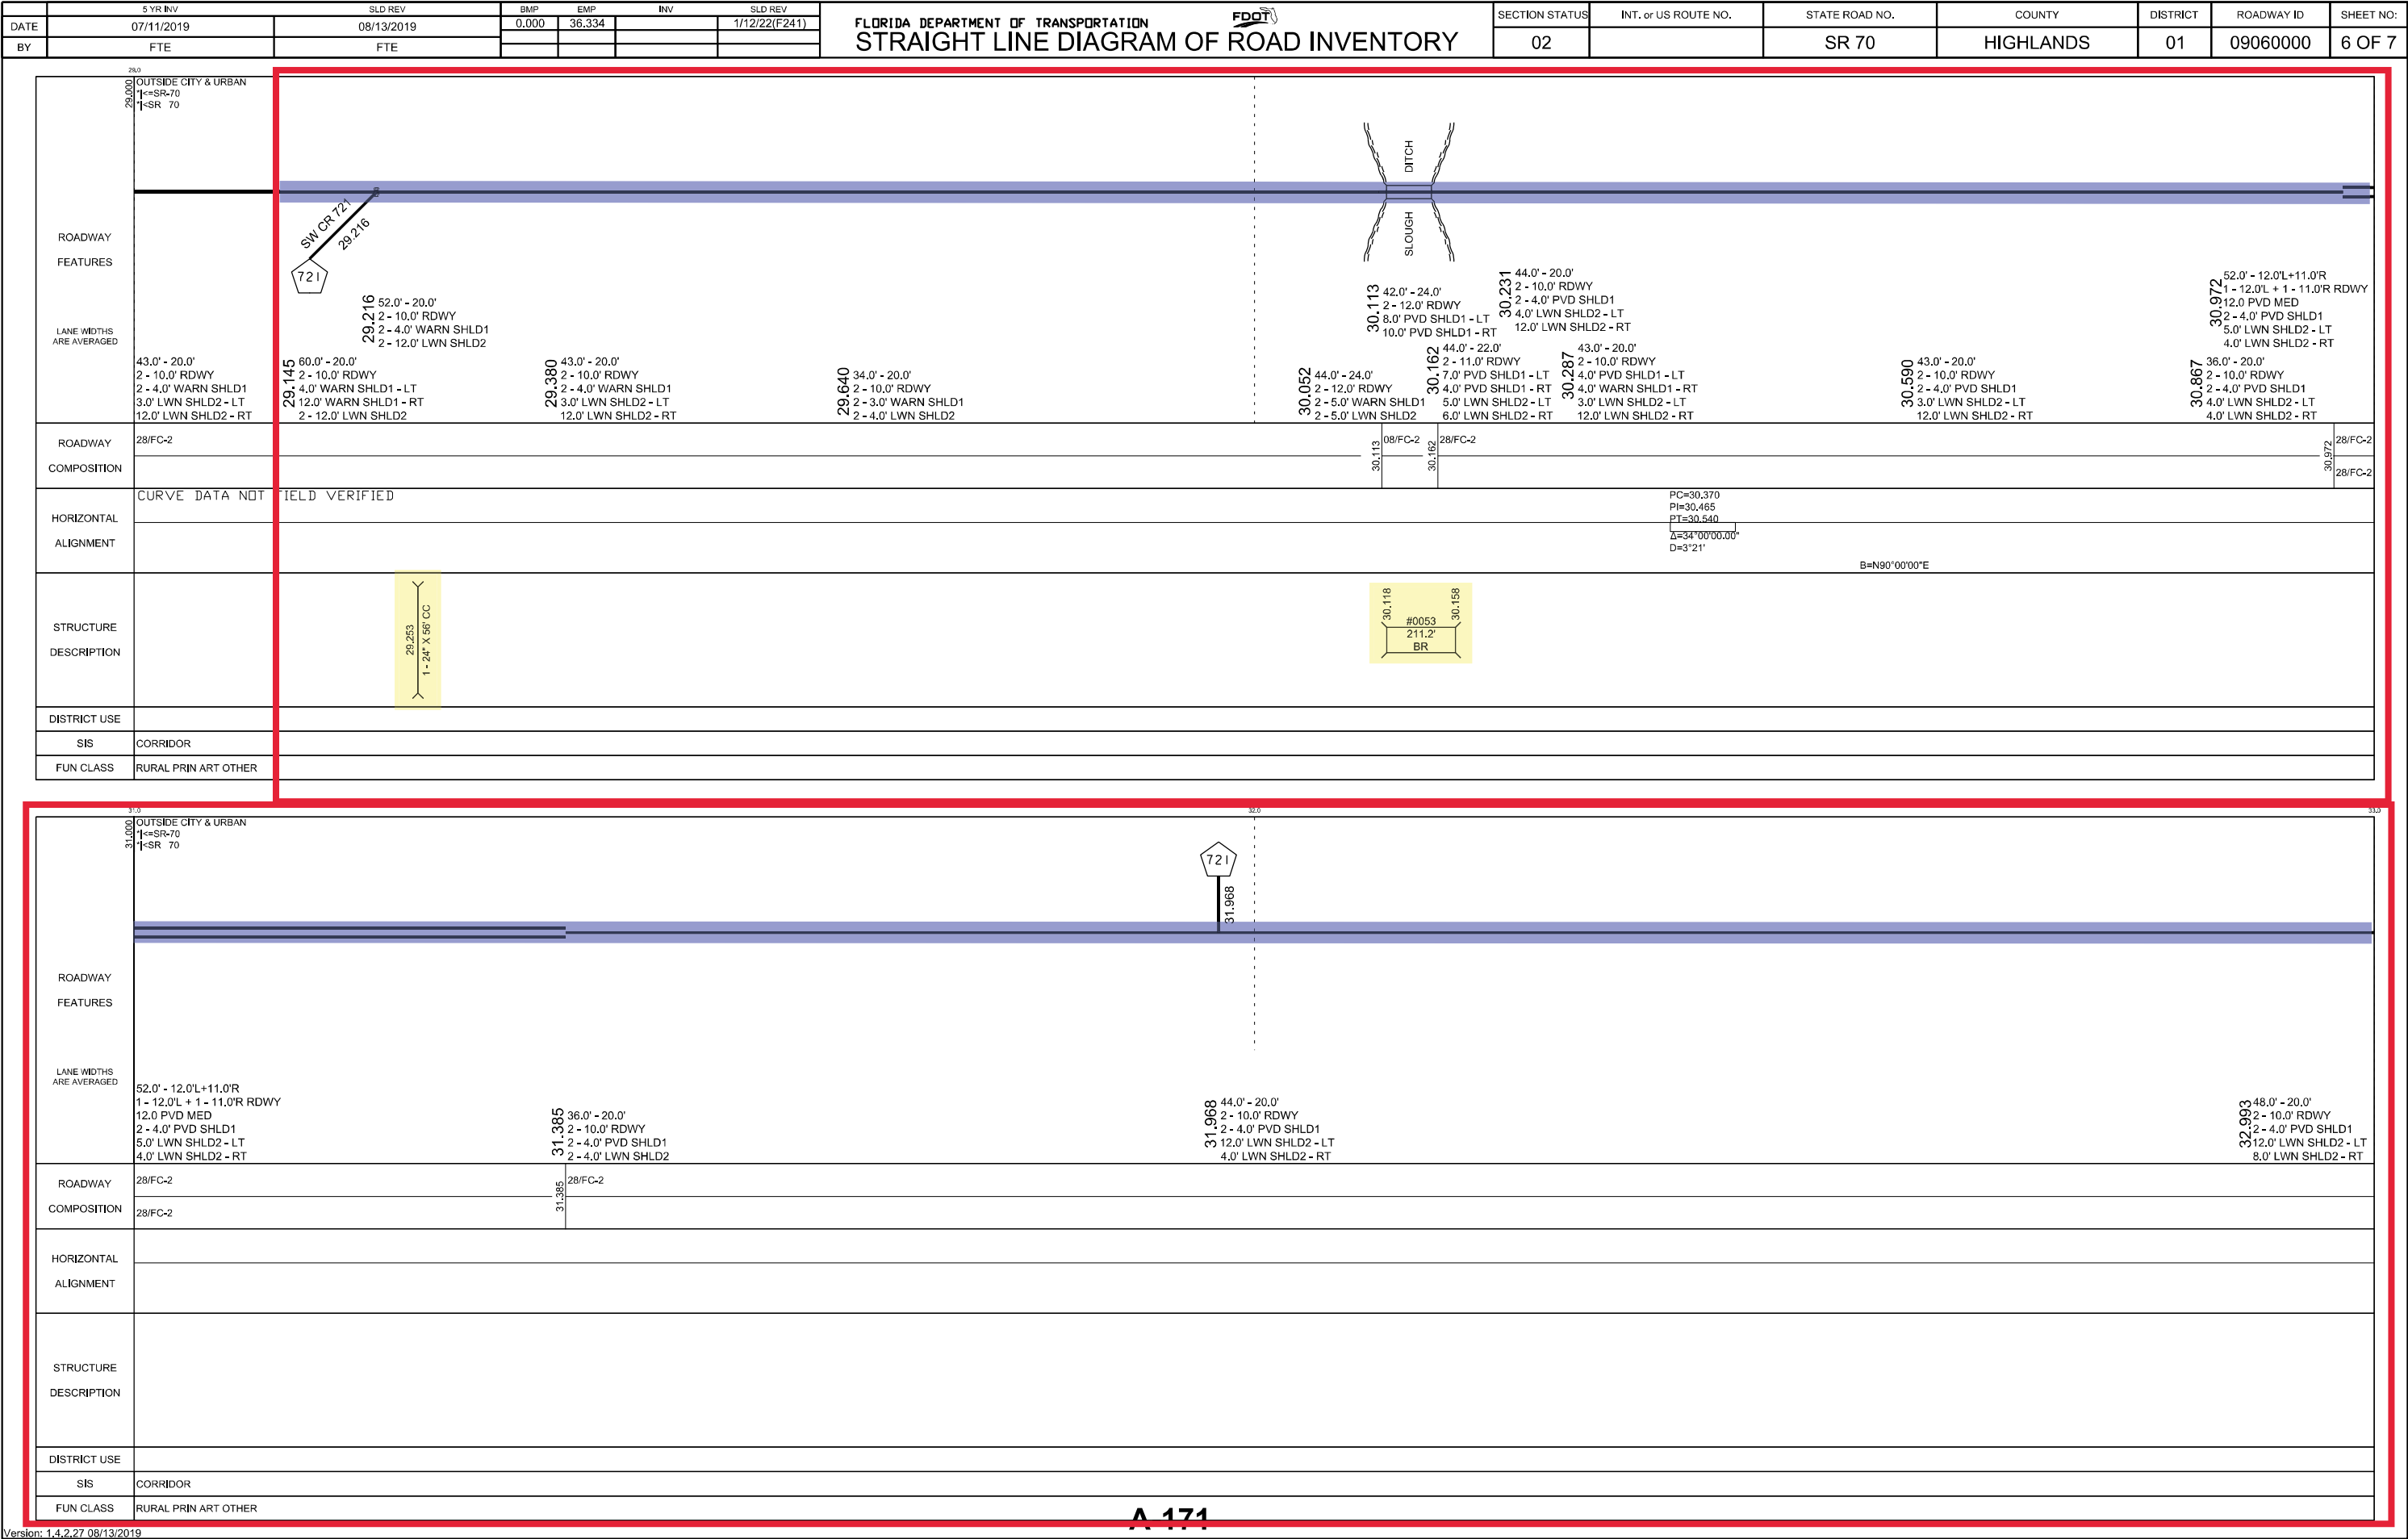 5 YR INV
SLD REV
BMP
EMP
INV
SLD REV
DATE
07/11/2019
08/13/2019
0.000
36.334
1/12/22(F241)
BY
FTE
FTE
FLORIDA DEPARTMENT OF TRANSPORTATION
FDOT
STRAIGHT LINE DIAGRAM OF ROAD INVENTORY
SECTION STATUS
INT. or US ROUTE NO.
STATE ROAD NO.
COUNTY
DISTRICT
ROADWAY ID
SHEET NO:
02
SR 70
HIGHLANDS
01
09060000
6 OF 7
29.0
29.000
OUTSIDE CITY & URBAN
*|<=SR-70
*|<SR 70
DITCH
SLOUGH
SW CR 721
29.216
721
ROADWAY
FEATURES
LANE WIDTHS
ARE AVERAGED
43.0' - 20.0'
2 - 10.0' RDWY
2 - 4.0' WARN SHLD1
3.0' LWN SHLD2 - LT
12.0' LWN SHLD2 - RT
29.145
60.0' - 20.0'
2 - 10.0' RDWY
4.0' WARN SHLD1 - LT
12.0' WARN SHLD1 - RT
2 - 12.0' LWN SHLD2
29.216
52.0' - 20.0'
2 - 10.0' RDWY
2 - 4.0' WARN SHLD1
2 - 12.0' LWN SHLD2
29.380
43.0' - 20.0'
2 - 10.0' RDWY
2 - 4.0' WARN SHLD1
3.0' LWN SHLD2 - LT
12.0' LWN SHLD2 - RT
29.640
34.0' - 20.0'
2 - 10.0' RDWY
2 - 3.0' WARN SHLD1
2 - 4.0' LWN SHLD2
30.052
44.0' - 24.0'
2 - 12.0' RDWY
2 - 5.0' WARN SHLD1
2 - 5.0' LWN SHLD2
30.113
42.0' - 24.0'
2 - 12.0' RDWY
8.0' PVD SHLD1 - LT
10.0' PVD SHLD1 - RT
30.162
44.0' - 22.0'
2 - 11.0' RDWY
7.0' PVD SHLD1 - LT
4.0' PVD SHLD1 - RT
5.0' LWN SHLD2 - LT
6.0' LWN SHLD2 - RT
30.231
44.0' - 20.0'
2 - 10.0' RDWY
2 - 4.0' PVD SHLD1
4.0' LWN SHLD2 - LT
12.0' LWN SHLD2 - RT
30.287
43.0' - 20.0'
2 - 10.0' RDWY
4.0' PVD SHLD1 - LT
4.0' WARN SHLD1 - RT
3.0' LWN SHLD2 - LT
12.0' LWN SHLD2 - RT
30.590
43.0' - 20.0'
2 - 10.0' RDWY
2 - 4.0' PVD SHLD1
3.0' LWN SHLD2 - LT
12.0' LWN SHLD2 - RT
30.867
36.0' - 20.0'
2 - 10.0' RDWY
2 - 4.0' PVD SHLD1
4.0' LWN SHLD2 - LT
4.0' LWN SHLD2 - RT
30.972
52.0' - 12.0'L+11.0'R
1 - 12.0'L + 1 - 11.0'R RDWY
12.0 PVD MED
2 - 4.0' PVD SHLD1
5.0' LWN SHLD2 - LT
4.0' LWN SHLD2 - RT
ROADWAY
COMPOSITION
28/FC-2
30.113
08/FC-2
30.162
28/FC-2
30.972
28/FC-2
28/FC-2
HORIZONTAL
ALIGNMENT
CURVE DATA NOT FIELD VERIFIED
PC=30.370
PI=30.465
PT=30.540
Δ=34°00'00.00"
D=3°21'
B=N90°00'00"E
STRUCTURE
DESCRIPTION
29.253
1 - 24" X 56' CC
30.118
30.158
#0053
211.2'
BR
DISTRICT USE
SIS
CORRIDOR
FUN CLASS
RURAL PRIN ART OTHER
31.0
32.0
33.0
31.000
OUTSIDE CITY & URBAN
*|<=SR-70
*|<SR 70
721
31.968
ROADWAY
FEATURES
LANE WIDTHS
ARE AVERAGED
52.0' - 12.0'L+11.0'R
1 - 12.0'L + 1 - 11.0'R RDWY
12.0 PVD MED
2 - 4.0' PVD SHLD1
5.0' LWN SHLD2 - LT
4.0' LWN SHLD2 - RT
31.385
36.0' - 20.0'
2 - 10.0' RDWY
2 - 4.0' PVD SHLD1
2 - 4.0' LWN SHLD2
31.968
44.0' - 20.0'
2 - 10.0' RDWY
2 - 4.0' PVD SHLD1
12.0' LWN SHLD2 - LT
4.0' LWN SHLD2 - RT
32.993
48.0' - 20.0'
2 - 10.0' RDWY
2 - 4.0' PVD SHLD1
12.0' LWN SHLD2 - LT
8.0' LWN SHLD2 - RT
ROADWAY
COMPOSITION
28/FC-2
28/FC-2
31.385
28/FC-2
HORIZONTAL
ALIGNMENT
STRUCTURE
DESCRIPTION
DISTRICT USE
SIS
CORRIDOR
FUN CLASS
RURAL PRIN ART OTHER
A-171
Version: 1.4.2.27 08/13/2019